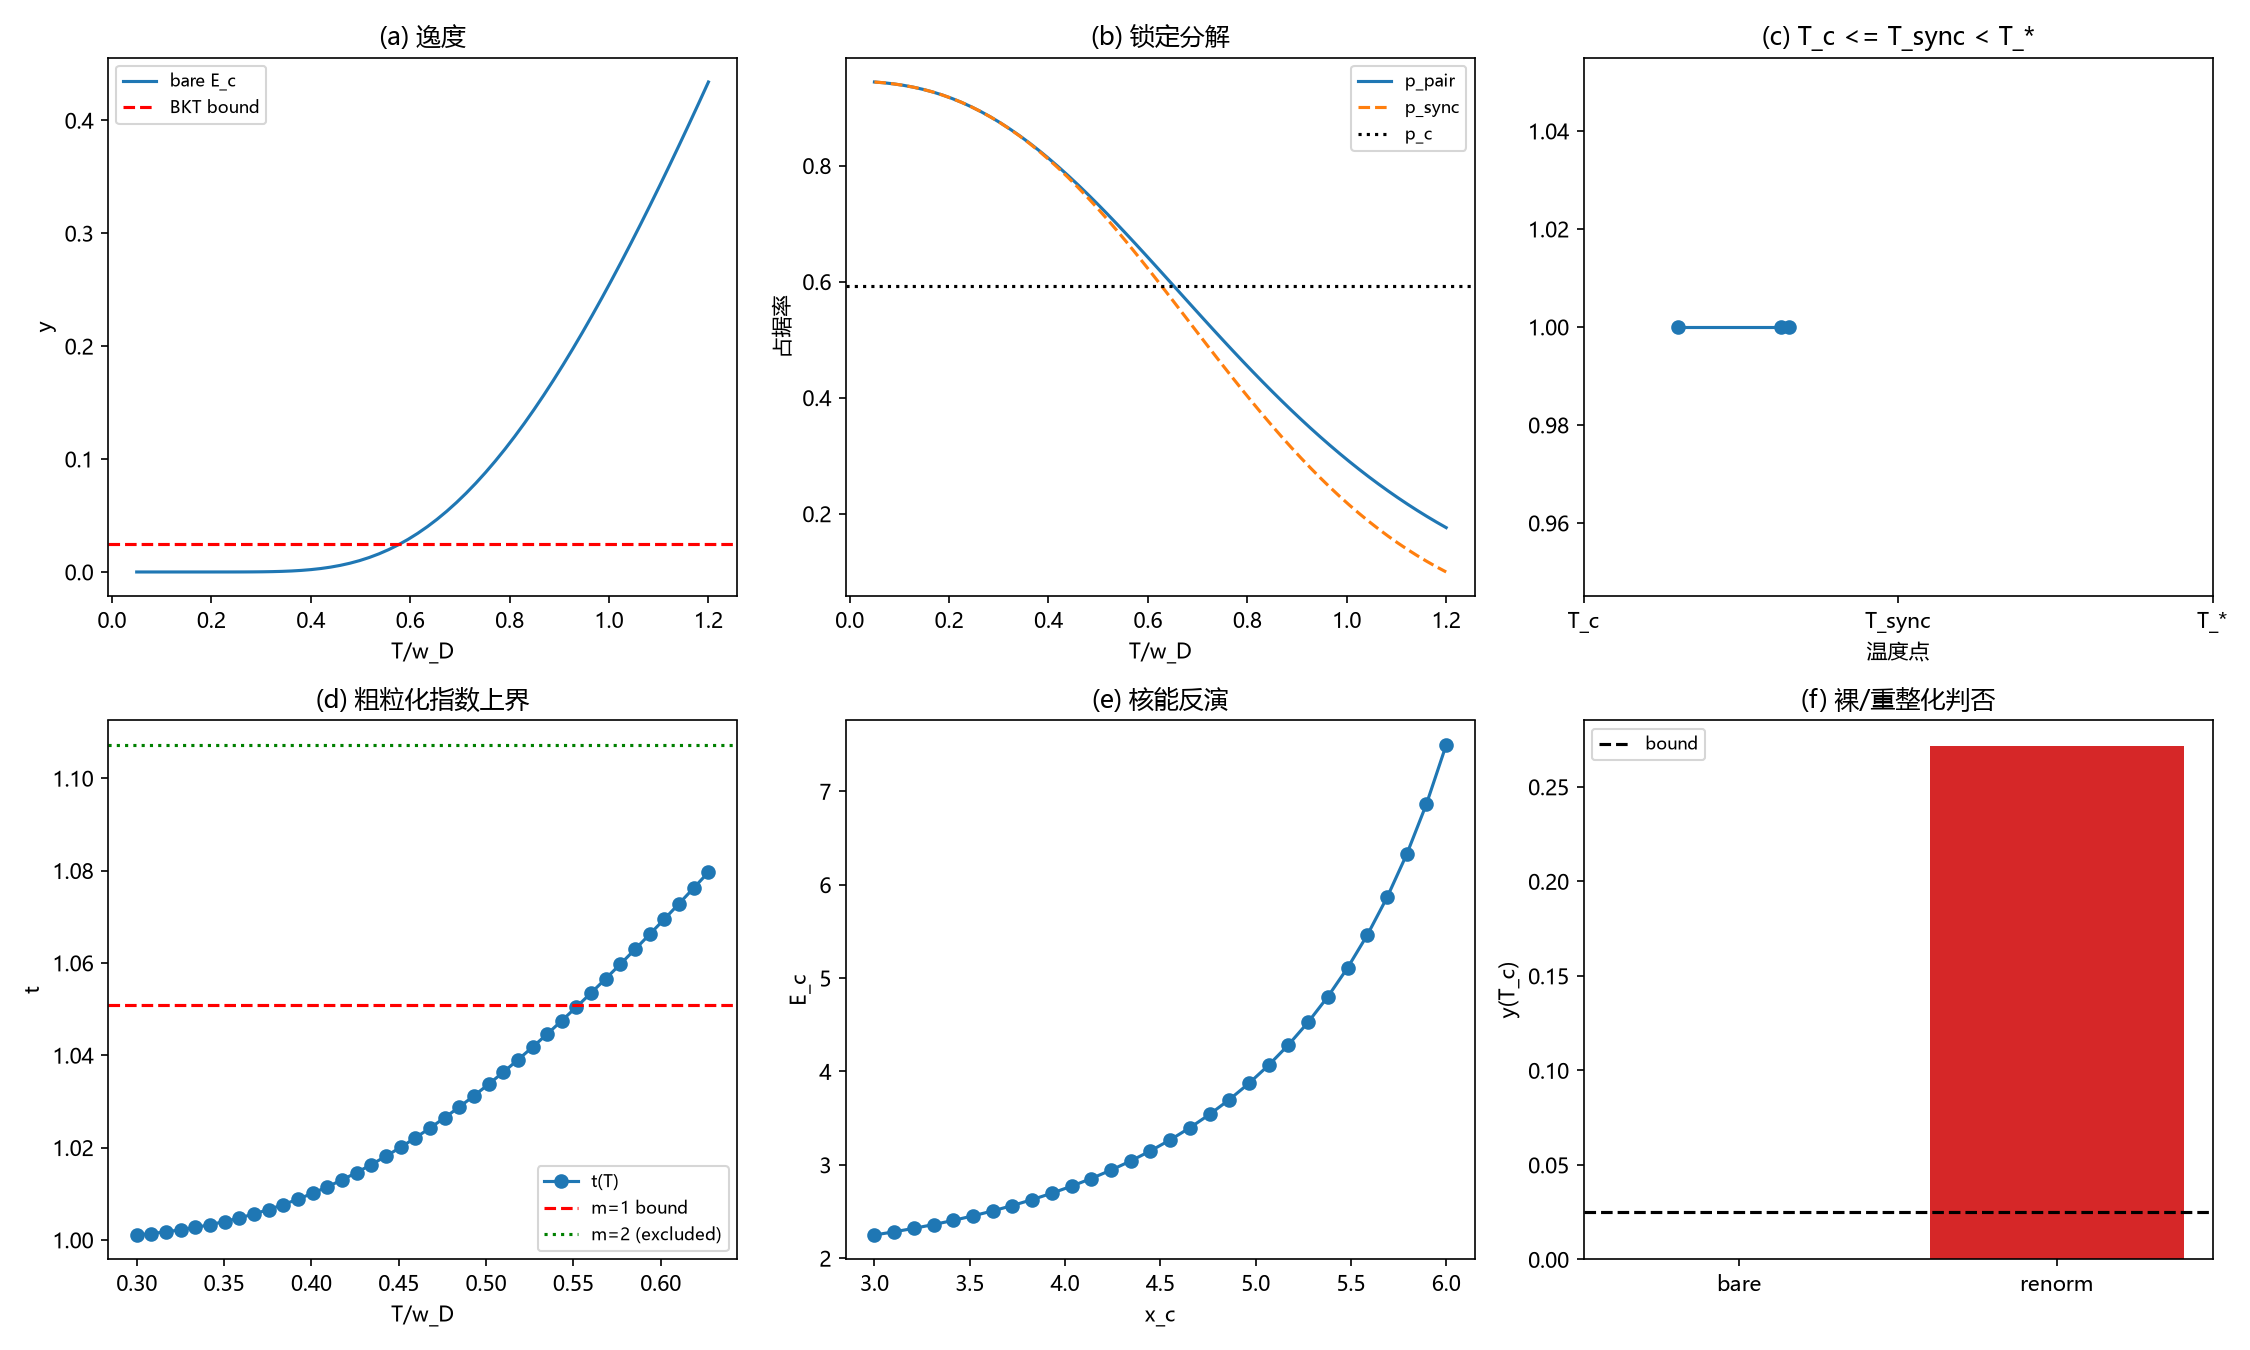 (a) 逸度
bare E_c
BKT bound
y
0.4
0.3
0.2
0.1
0.0
0.0 0.2 0.4 0.6 0.8 1.0 1.2
T/w_D
(b) 锁定分解
p_pair
p_sync
p_c
占据率
0.8
0.6
0.4
0.2
0.0 0.2 0.4 0.6 0.8 1.0 1.2
T/w_D
(c) T_c <= T_sync < T_*
1.04
1.02
1.00
0.98
0.96
T_c T_sync T_*
温度点
(d) 粗粒化指数上界
t
1.10
1.08
1.06
1.04
1.02
1.00
t(T)
m=1 bound
m=2 (excluded)
0.30 0.35 0.40 0.45 0.50 0.55 0.60
T/w_D
(e) 核能反演
E_c
7
6
5
4
3
2
3.0 3.5 4.0 4.5 5.0 5.5 6.0
x_c
(f) 裸/重整化判否
bound
y(T_c)
0.25
0.20
0.15
0.10
0.05
0.00
bare renorm